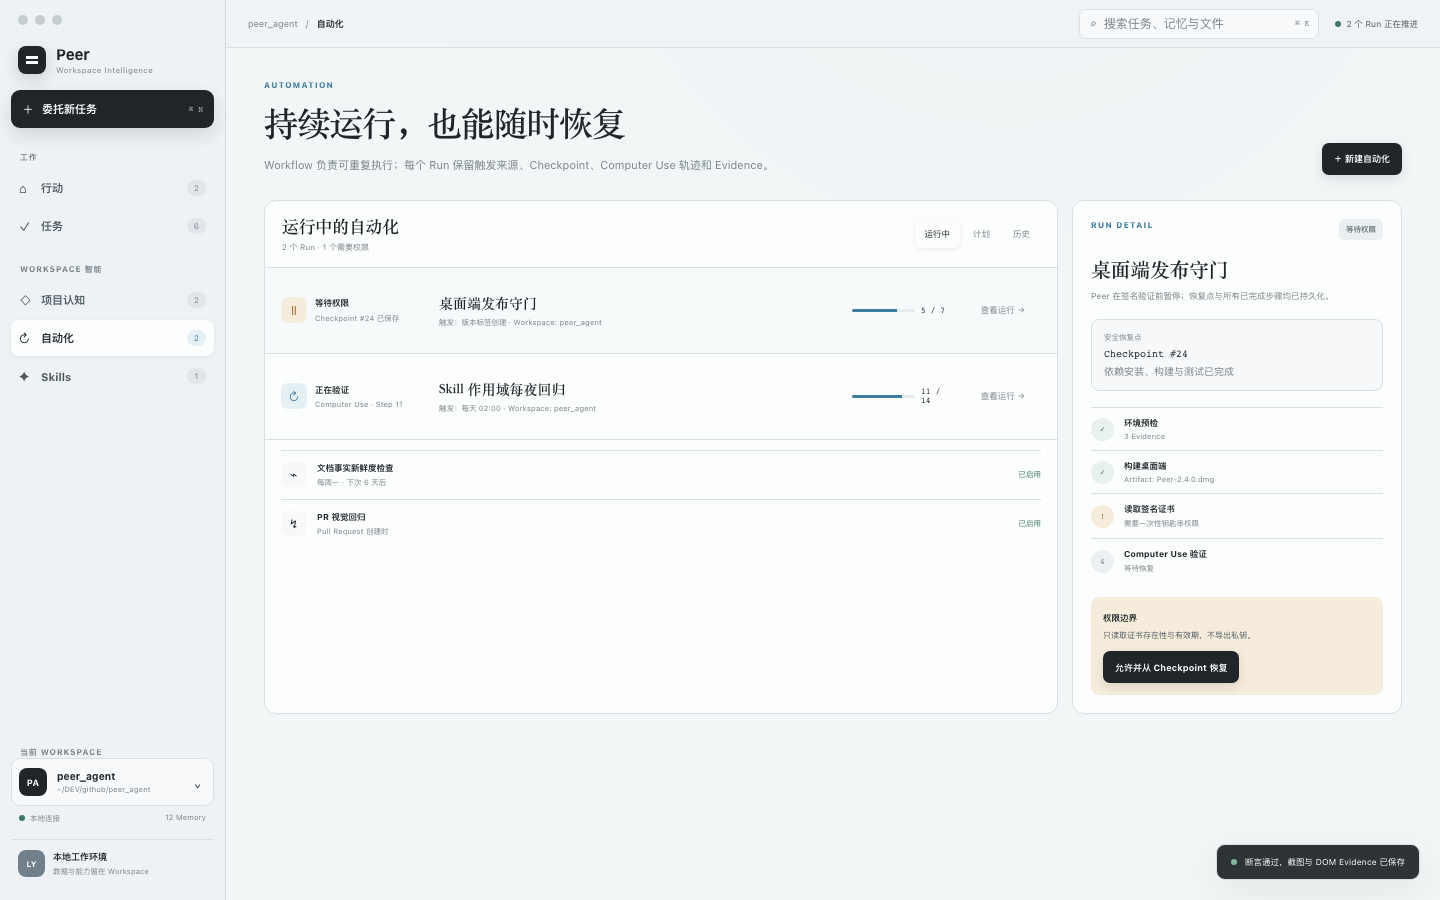 Peer
Workspace Intelligence
+ 委托新任务 ⌘ N
工作
行动 2
任务 6
WORKSPACE 智能
项目认知 2
自动化 2
Skills 1
当前 WORKSPACE
PA
peer_agent
~/DEV/github/peer_agent
本地连接 12 Memory
LY
本地工作环境
数据与能力留在 Workspace
peer_agent / 自动化
搜索任务、记忆与文件 ⌘ K
2 个 Run 正在推进
AUTOMATION
持续运行，也能随时恢复
Workflow 负责可重复执行；每个 Run 保留触发来源、Checkpoint、Computer Use 轨迹和 Evidence。
+ 新建自动化
运行中的自动化
2 个 Run · 1 个需要权限
运行中 计划 历史
等待权限
Checkpoint #24 已保存
桌面端发布守门
触发：版本标签创建 · Workspace: peer_agent
5 / 7
查看运行 →
正在验证
Computer Use · Step 11
Skill 作用域每夜回归
触发：每天 02:00 · Workspace: peer_agent
11 /
14
查看运行 →
文档事实新鲜度检查
每周一 · 下次 6 天后
已启用
PR 视觉回归
Pull Request 创建时
已启用
RUN DETAIL
等待权限
桌面端发布守门
Peer 在签名验证前暂停；恢复点与所有已完成步骤均已持久化。
安全恢复点
Checkpoint #24
依赖安装、构建与测试已完成
✓ 环境预检
3 Evidence
✓ 构建桌面端
Artifact: Peer-2.4.0.dmg
! 读取签名证书
需要一次性钥匙串权限
4 Computer Use 验证
等待恢复
权限边界
只读取证书存在性与有效期，不导出私钥。
允许并从 Checkpoint 恢复
断言通过，截图与 DOM Evidence 已保存